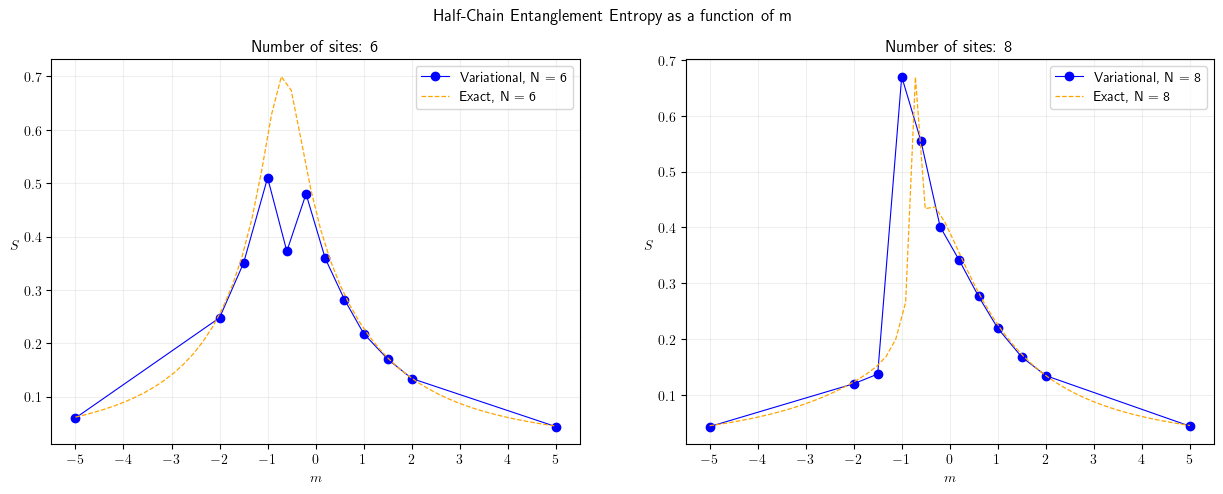 Half-Chain Entanglement Entropy as a function of m
Number of sites: 6
Variational, N = 6
Exact, N = 6
0.7
0.6
0.5
0.4
0.3
0.2
0.1
S
−5 −4 −3 −2 −1 0 1 2 3 4 5
m
Number of sites: 8
Variational, N = 8
Exact, N = 8
0.7
0.6
0.5
0.4
0.3
0.2
0.1
S
−5 −4 −3 −2 −1 0 1 2 3 4 5
m